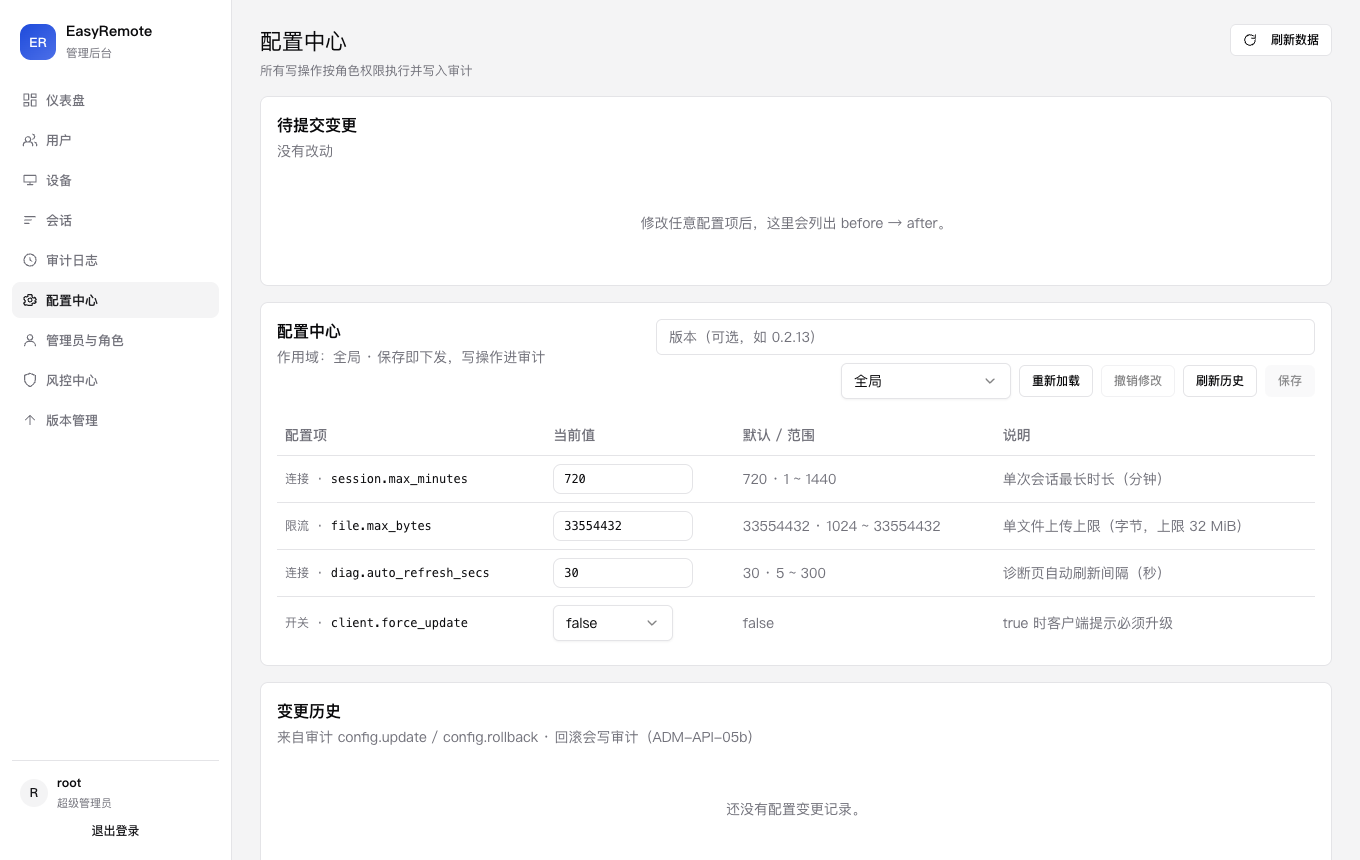 ER
EasyRemote
管理后台
仪表盘
用户
设备
会话
审计日志
配置中心
管理员与角色
风控中心
版本管理
R
root
超级管理员
退出登录
配置中心
所有写操作按角色权限执行并写入审计
刷新数据
待提交变更
没有改动
修改任意配置项后，这里会列出 before → after。
配置中心
作用域：全局 · 保存即下发，写操作进审计
版本（可选，如 0.2.13）
全局
重新加载
撤销修改
刷新历史
保存
配置项 当前值 默认 / 范围 说明
连接 · session.max_minutes 720 720 · 1 ~ 1440 单次会话最长时长（分钟）
限流 · file.max_bytes 33554432 33554432 · 1024 ~ 33554432 单文件上传上限（字节，上限 32 MiB）
连接 · diag.auto_refresh_secs 30 30 · 5 ~ 300 诊断页自动刷新间隔（秒）
开关 · client.force_update false false true 时客户端提示必须升级
变更历史
来自审计 config.update / config.rollback · 回滚会写审计（ADM-API-05b）
还没有配置变更记录。